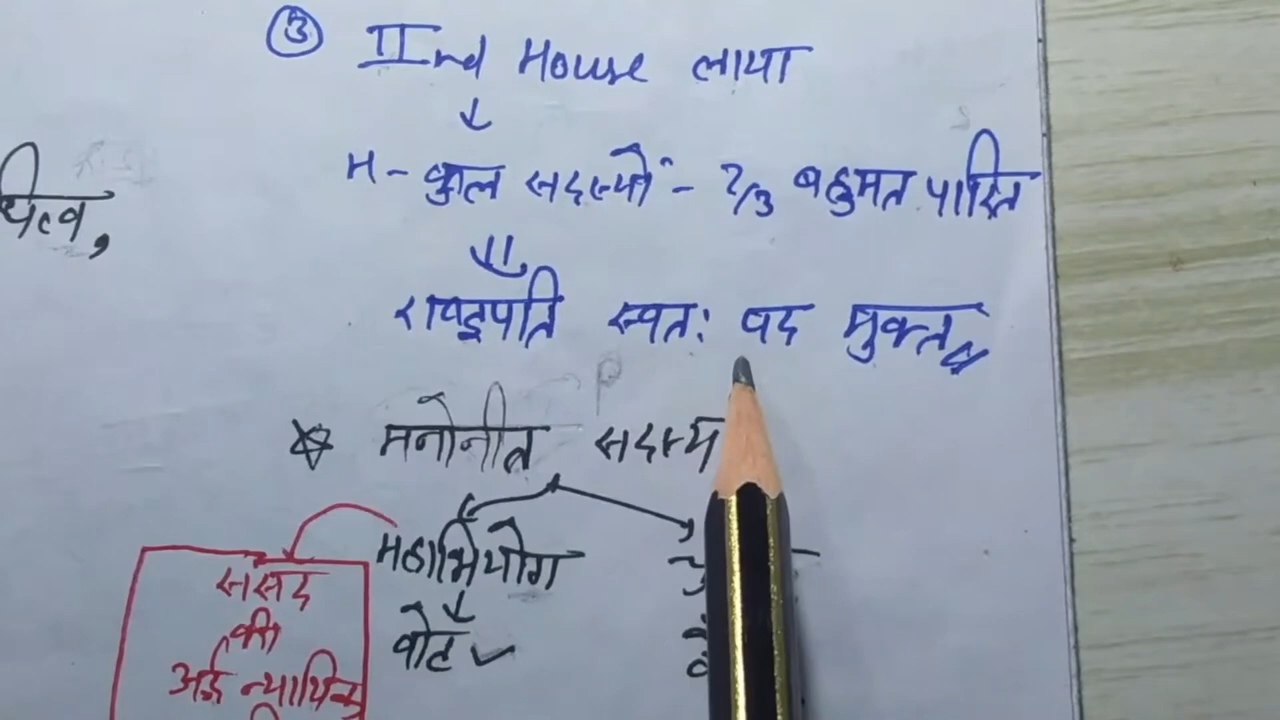 ③ IInd House लाया
↓
म - कुल सदस्यों - 2/3 बहुमत पारित
थित्व,
⇓
राष्ट्रपति स्वतः पद मुक्त
☆ मनोनीत सदस्य
महाभियोग
↓
वोट ✓
संसद
की
अर्द्ध न्यायिक